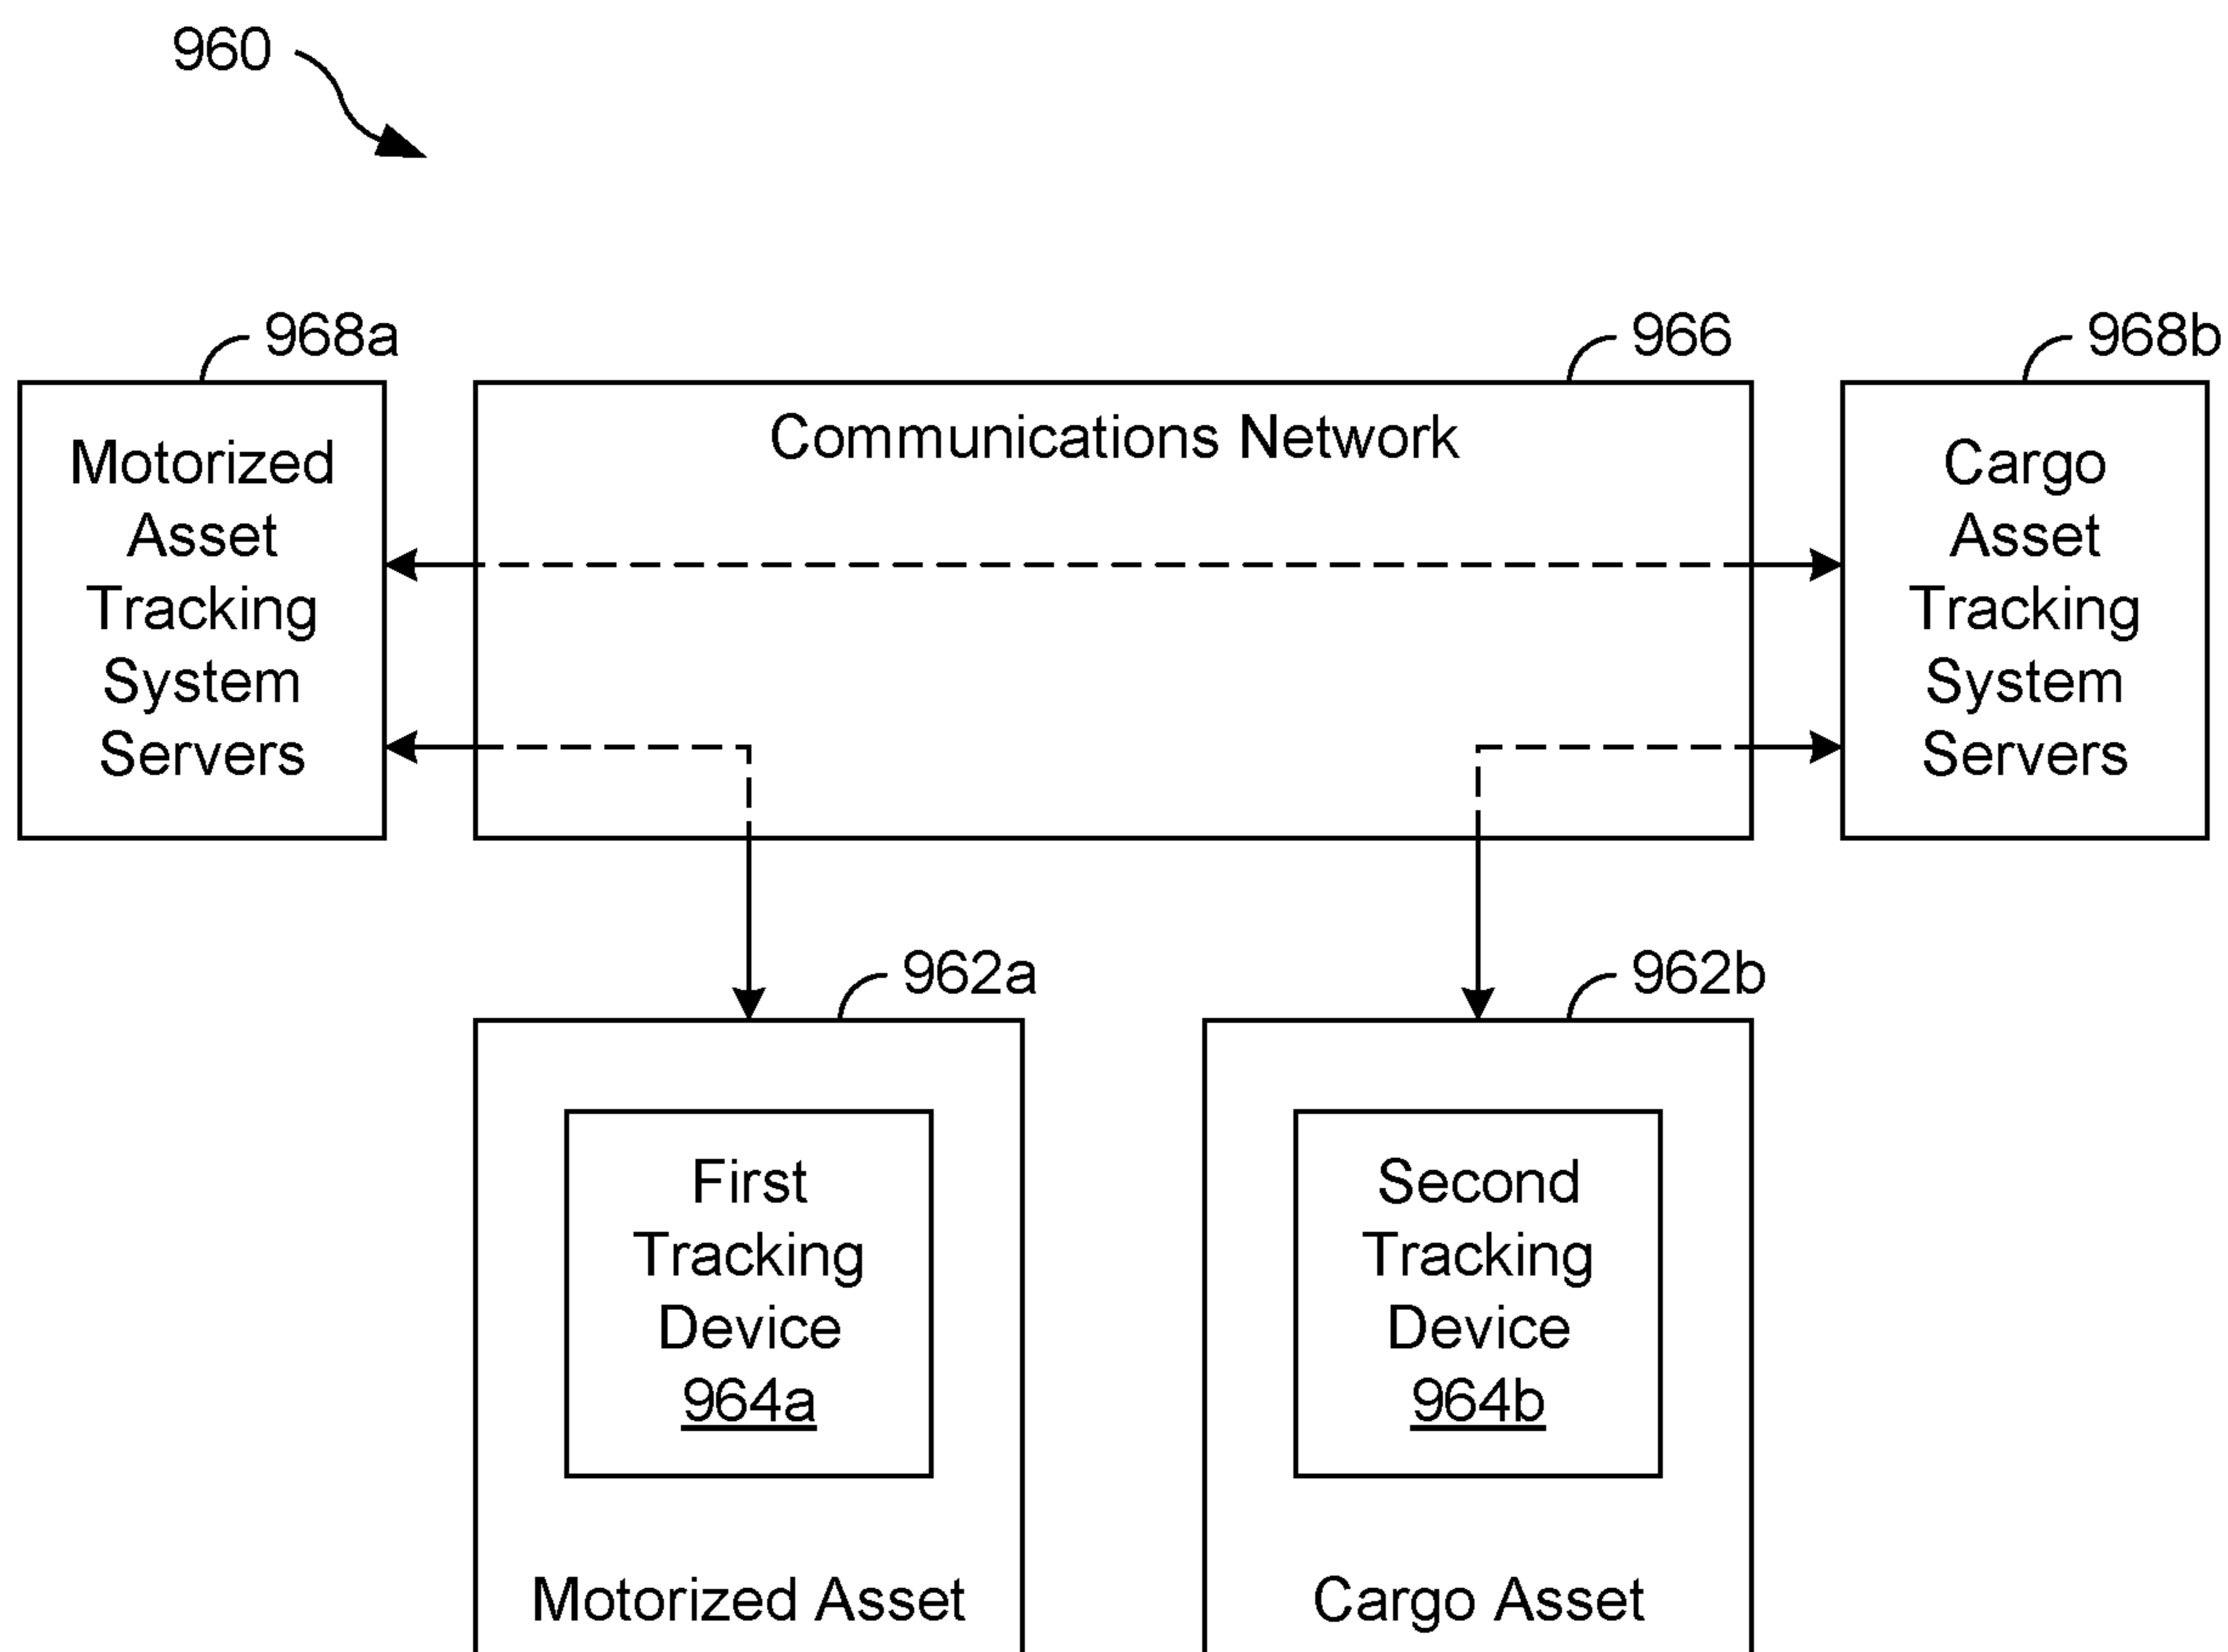 960
968a
966
968b
Motorized
Asset
Tracking
System
Servers
Communications Network
Cargo
Asset
Tracking
System
Servers
962a
962b
First
Tracking
Device
964a
Second
Tracking
Device
964b
Motorized Asset
Cargo Asset